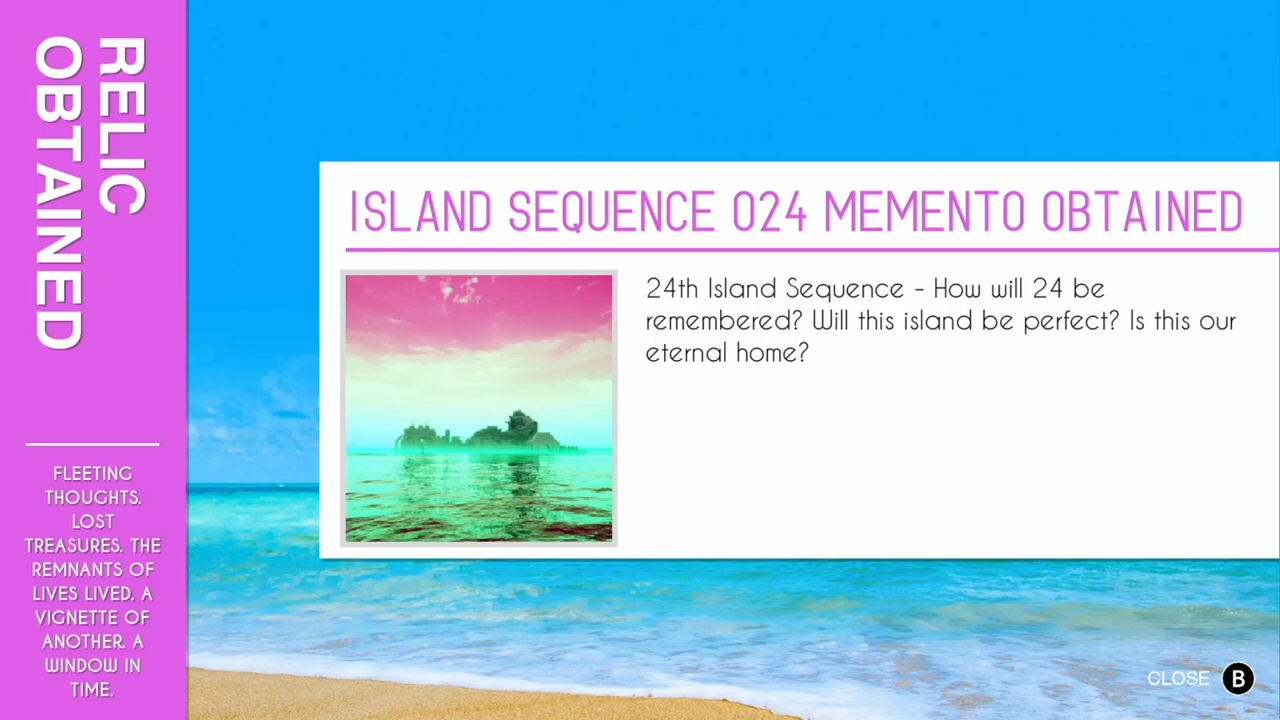 RELIC
OBTAINED
FLEETING
THOUGHTS.
LOST
TREASURES. THE
REMNANTS OF
LIVES LIVED. A
VIGNETTE OF
ANOTHER. A
WINDOW IN
TIME.
ISLAND SEQUENCE 024 MEMENTO OBTAINED
24th Island Sequence - How will 24 be
remembered? Will this island be perfect? Is this our
eternal home?
CLOSE B